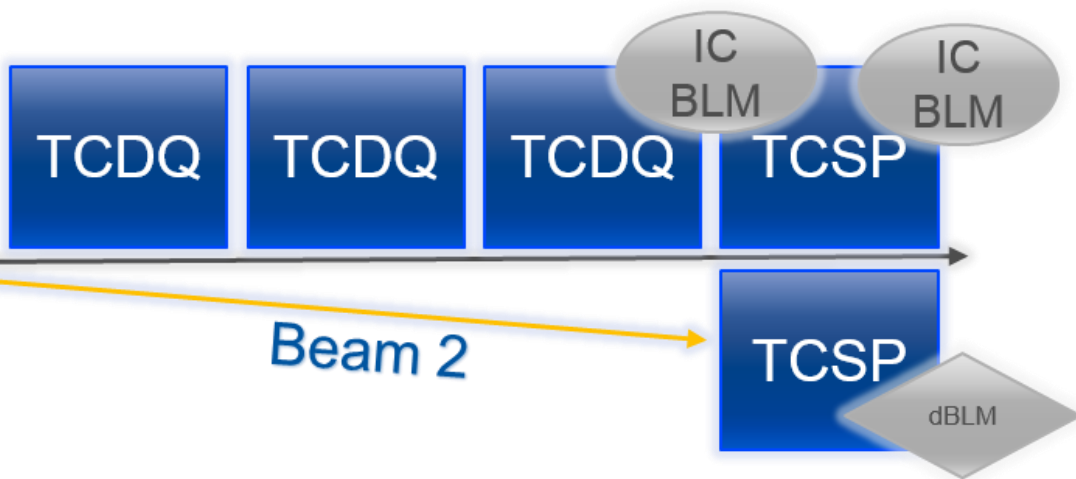 IC
BLM
IC
BLM
TCDQ
TCDQ
TCDQ
TCSP
Beam 2
TCSP
dBLM